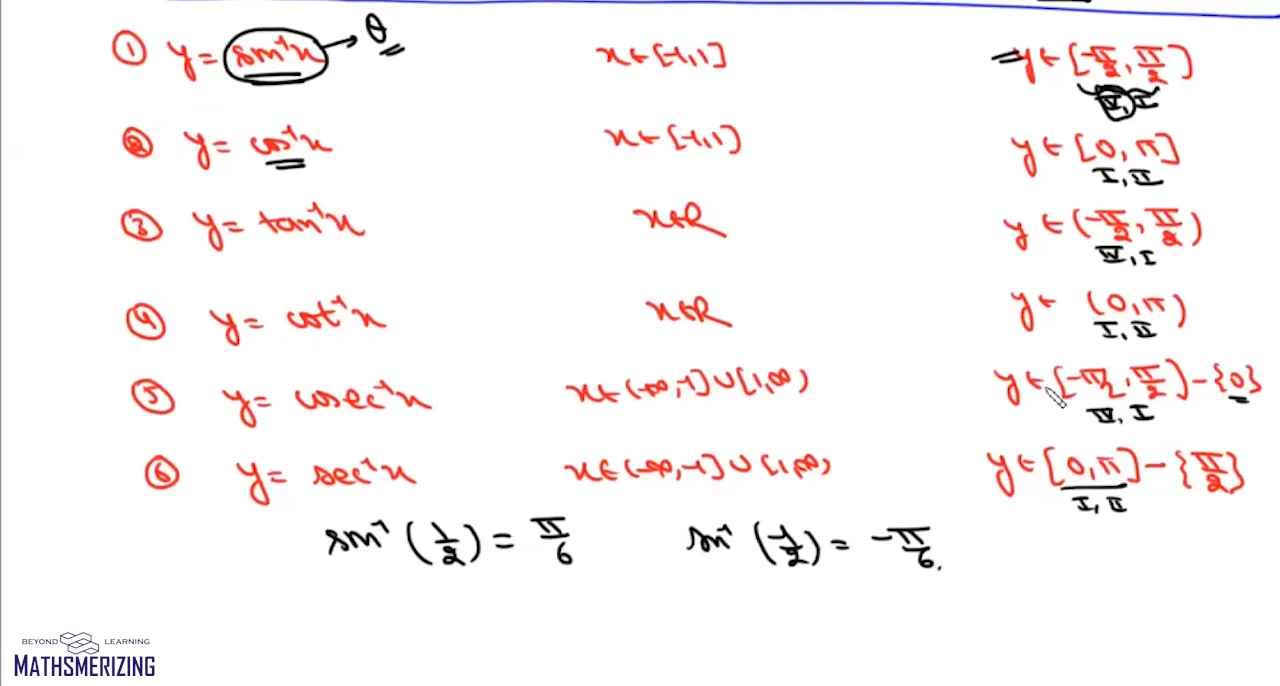 ① y = sin⁻¹x → θ x ∈ [-1,1] y ∈ [-π/2, π/2]
IV, I
② y = cos⁻¹x x ∈ [-1,1] y ∈ [0, π]
I, II
③ y = tan⁻¹x x ∈ R y ∈ (-π/2, π/2)
IV, I
④ y = cot⁻¹x x ∈ R y ∈ (0, π)
I, II
⑤ y = cosec⁻¹x x ∈ (-∞,-1] ∪ [1,∞) y ∈ [-π/2, π/2] - {0}
IV, I
⑥ y = sec⁻¹x x ∈ (-∞,-1] ∪ [1,∞) y ∈ [0, π] - {π/2}
I, II
sin⁻¹(1/2) = π/6 sin⁻¹(-1/2) = -π/6.
BEYOND LEARNING
MATHSMERIZING